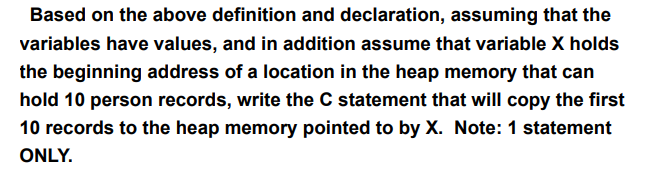 Based on the above definition and declaration, assuming that the
variables have values, and in addition assume that variable X holds
the beginning address of a location in the heap memory that can
hold 10 person records, write the C statement that will copy the first
10 records to the heap memory pointed to by X. Note: 1 statement
ONLY.